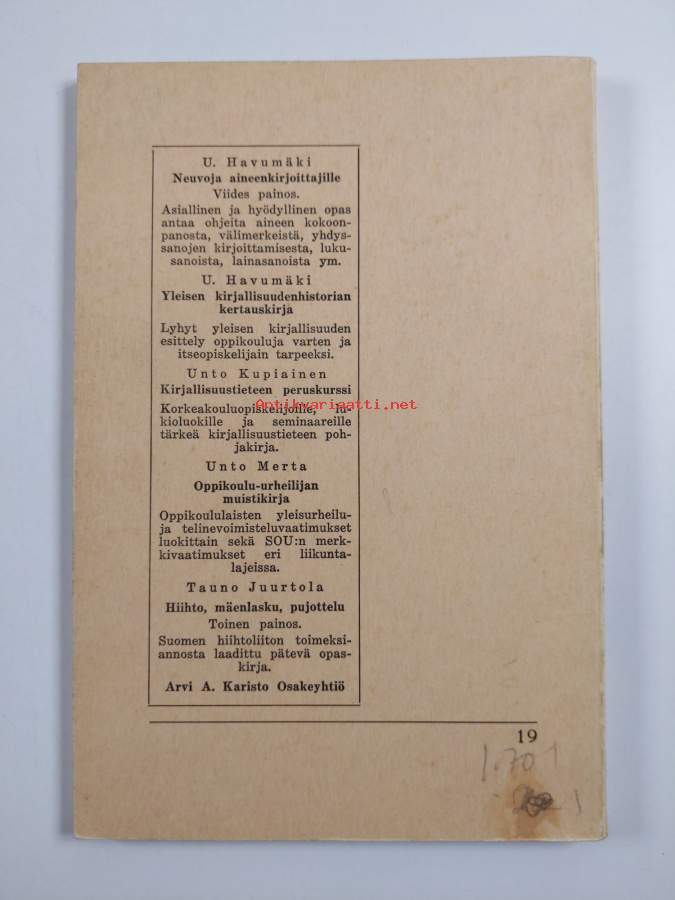 U. Havumäki
Neuvoja aineenkirjoittajille
Viides painos.
Asiallinen ja hyödyllinen opas
antaa ohjeita aineen kokoon-
panosta, välimerkeistä, yhdys-
sanojen kirjoittamisesta, luku-
sanoista, lainasanoista ym.
U. Havumäki
Yleisen kirjallisuudenhistorian
kertauskirja
Lyhyt yleisen kirjallisuuden
esittely oppikouluja varten ja
itseopiskelijain tarpeeksi.
Unto Kupiainen
Kirjallisuustieteen peruskurssi
Antikvariaatti.net
Korkeakouluopiskelijoille, lu-
kioluokille ja seminaareille
tärkeä kirjallisuustieteen poh-
jakirja.
Unto Merta
Oppikoulu-urheilijan
muistikirja
Oppikoululaisten yleisurheilu-
ja telinevoimisteluvaatimukset
luokittain sekä SOU:n merk-
kivaatimukset eri liikunta-
lajeissa.
Tauno Juurtola
Hiihto, mäenlasku, pujottelu
Toinen painos.
Suomen hiihtoliiton toimeksi-
annosta laadittu pätevä opas-
kirja.
Arvi A. Karisto Osakeyhtiö
19
1.70